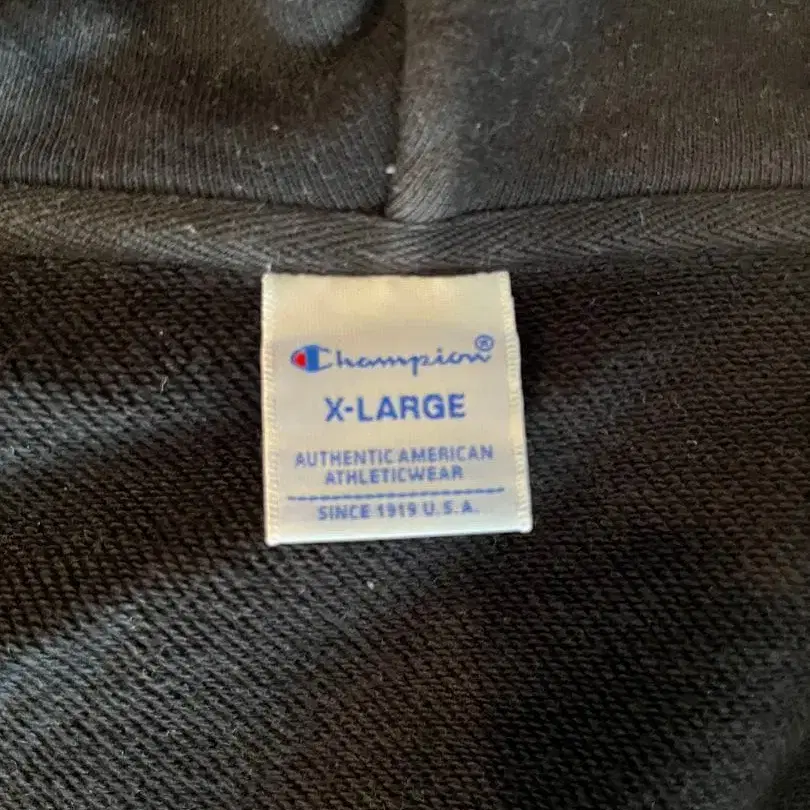 Champion®
X-LARGE
AUTHENTIC AMERICAN
ATHLETICWEAR
SINCE 1919 U.S.A.